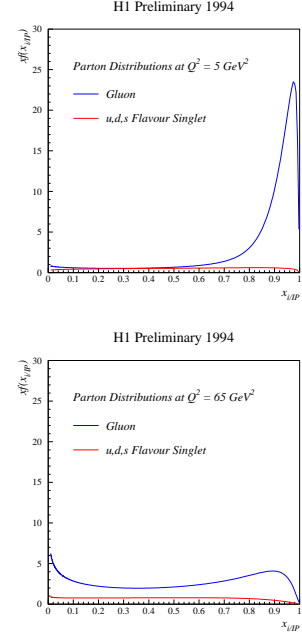 H1 Preliminary 1994
xf(x_{i/IP})
30
25
20
15
10
5
0
Parton Distributions at Q^2 = 5 GeV^2
Gluon
u,d,s Flavour Singlet
0 0.1 0.2 0.3 0.4 0.5 0.6 0.7 0.8 0.9 1
x_{i/IP}
H1 Preliminary 1994
xf(x_{i/IP})
30
25
20
15
10
5
0
Parton Distributions at Q^2 = 65 GeV^2
Gluon
u,d,s Flavour Singlet
0 0.1 0.2 0.3 0.4 0.5 0.6 0.7 0.8 0.9 1
x_{i/IP}